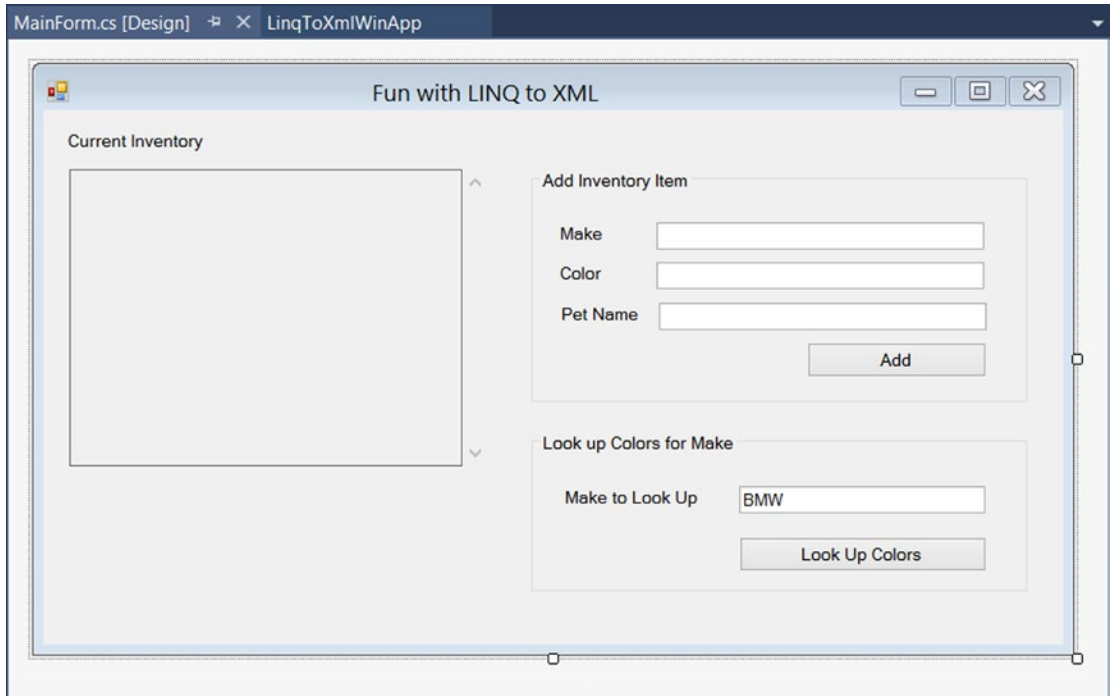 MainForm.cs [Design] LinqToXmlWinApp
Fun with LINQ to XML
Current Inventory
Add Inventory Item
Make
Color
Pet Name
Add
Look up Colors for Make
Make to Look Up BMW
Look Up Colors